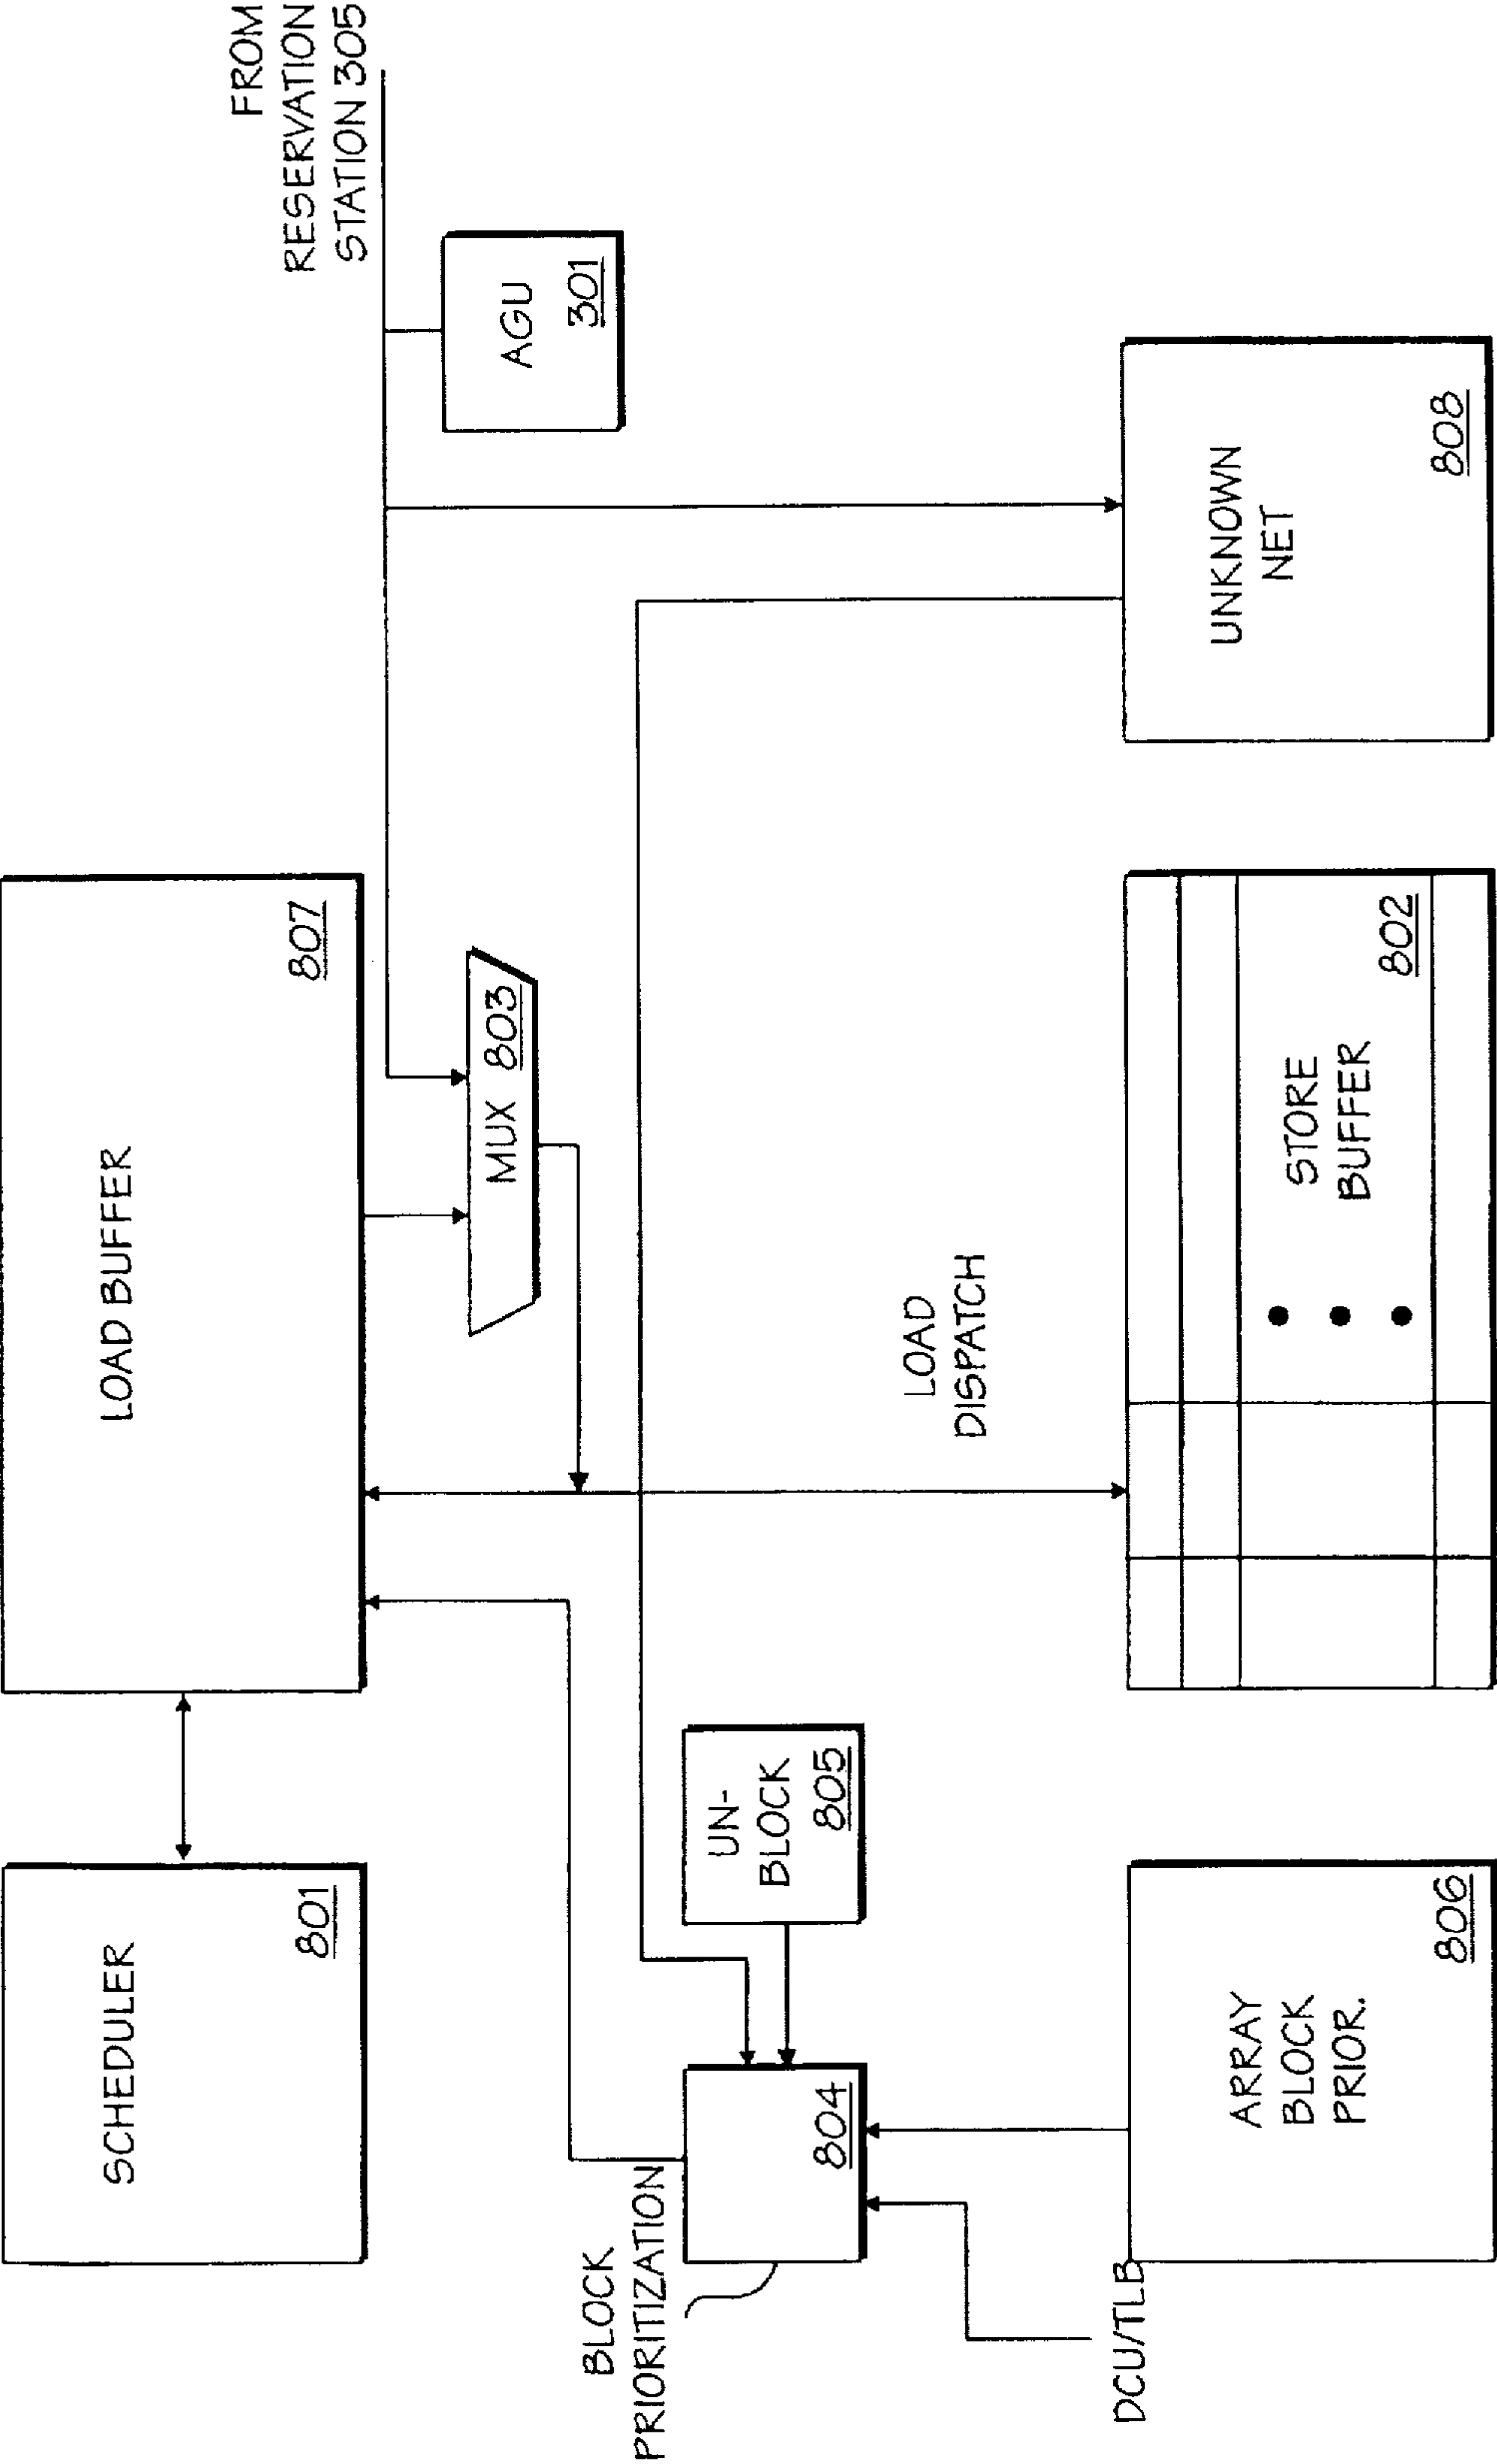 SCHEDULER
801
LOAD BUFFER
807
FROM
RESERVATION
STATION 305
AGU
301
MUX 803
BLOCK
PRIORITIZATION
804
UN-
BLOCK
805
LOAD
DISPATCH
DCU/TLB
ARRAY
BLOCK
PRIOR.
806
STORE
BUFFER
802
UNKNOWN
NET
808